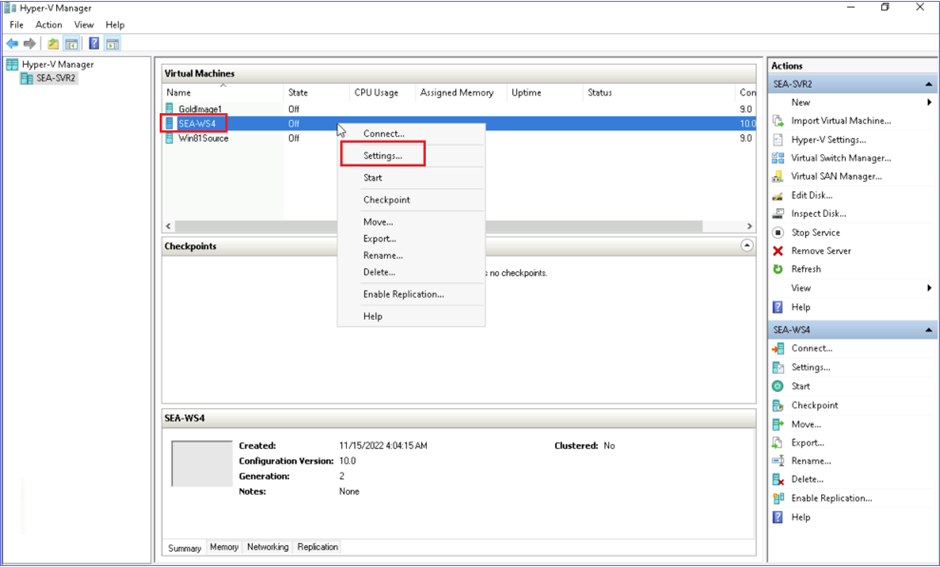 Hyper-V Manager
File Action View Help
Hyper-V Manager
SEA-SVR2
Virtual Machines
Name State CPU Usage Assigned Memory Uptime Status Con
GoldImage1 Off 9.0
SEA-WS4 Off 10.0
Win81Source Off 9.0
Connect...
Settings...
Start
Checkpoint
Move...
Export...
Rename...
Delete...
Enable Replication...
Help
Checkpoints
s no checkpoints.
SEA-WS4
Created: 11/15/2022 4:04:15 AM Clustered: No
Configuration Version: 10.0
Generation: 2
Notes: None
Summary Memory Networking Replication
Actions
SEA-SVR2
New
Import Virtual Machine...
Hyper-V Settings...
Virtual Switch Manager...
Virtual SAN Manager...
Edit Disk...
Inspect Disk...
Stop Service
Remove Server
Refresh
View
Help
SEA-WS4
Connect...
Settings...
Start
Checkpoint
Move...
Export...
Rename...
Delete...
Enable Replication...
Help